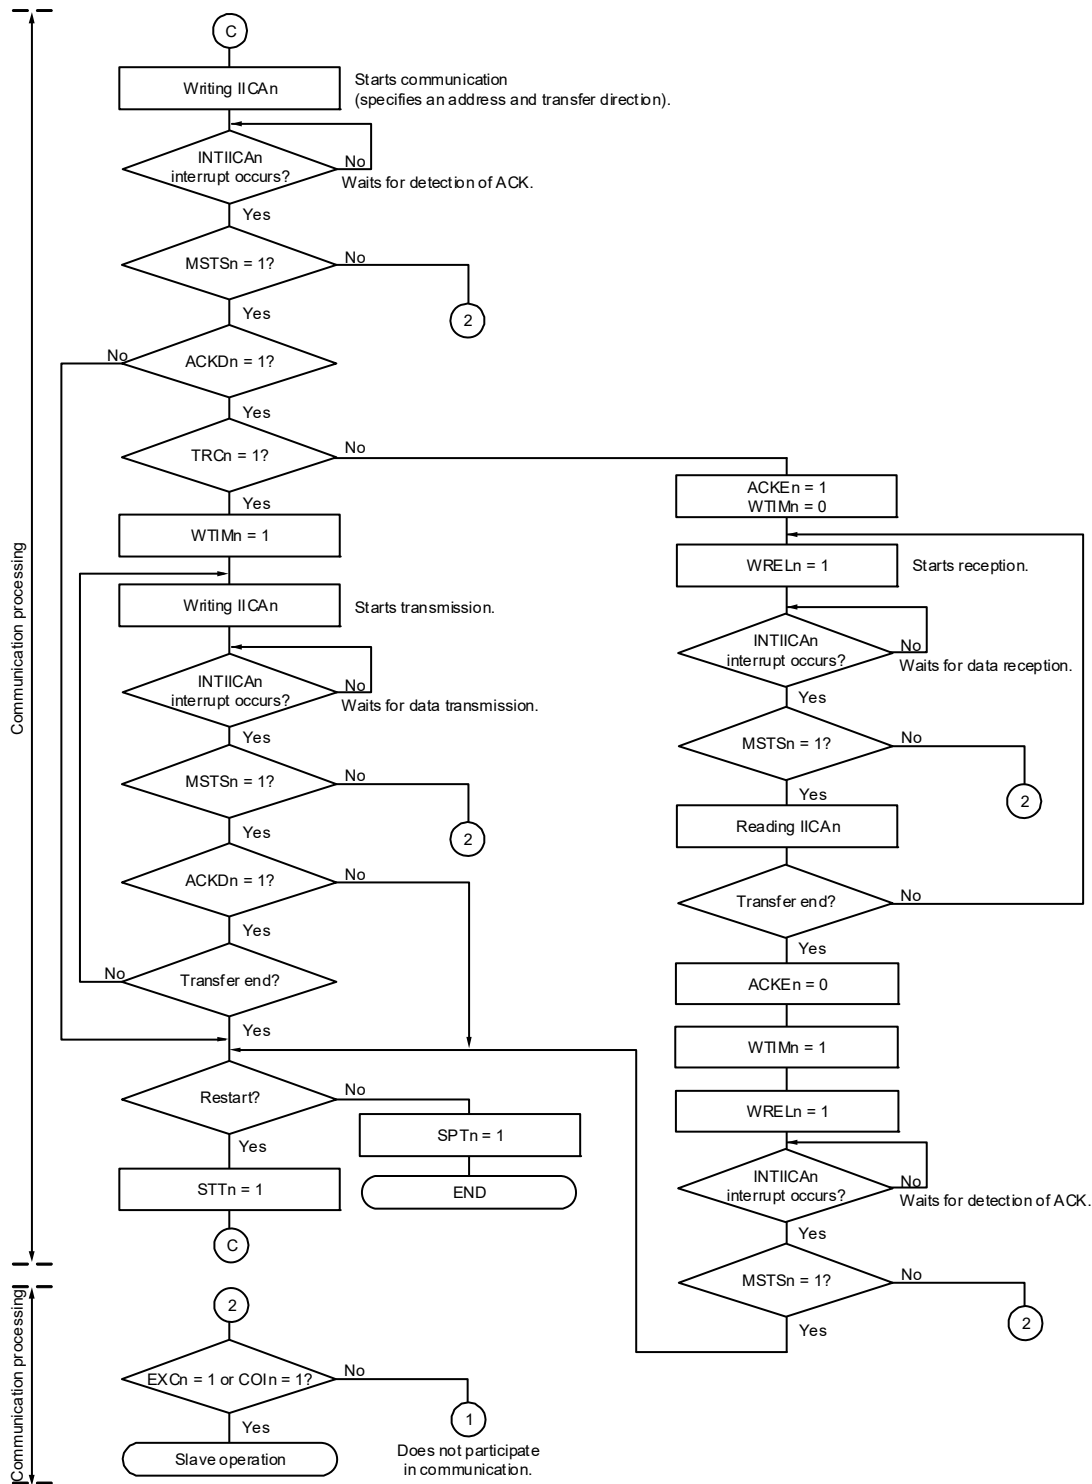 C
Writing IICAn
Starts communication
(specifies an address and transfer direction).
INTIICAn
interrupt occurs?
No
Waits for detection of ACK.
Yes
MSTSn = 1?
No
2
Yes
ACKDn = 1?
No
Yes
TRCn = 1?
No
Yes
WTIMn = 1
Writing IICAn
Starts transmission.
INTIICAn
interrupt occurs?
No
Waits for data transmission.
Yes
MSTSn = 1?
No
2
Yes
ACKDn = 1?
No
Yes
Transfer end?
No
Yes
Restart?
No
SPTn = 1
END
Yes
STTn = 1
C
ACKEn = 1
WTIMn = 0
WRELn = 1
Starts reception.
INTIICAn
interrupt occurs?
No
Waits for data reception.
Yes
MSTSn = 1?
No
2
Yes
Reading IICAn
Transfer end?
No
Yes
ACKEn = 0
WTIMn = 1
WRELn = 1
INTIICAn
interrupt occurs?
No
Waits for detection of ACK.
Yes
MSTSn = 1?
No
2
Yes
Communication processing
2
EXCn = 1 or COIn = 1?
No
1
Does not participate
in communication.
Yes
Slave operation
Communication processing